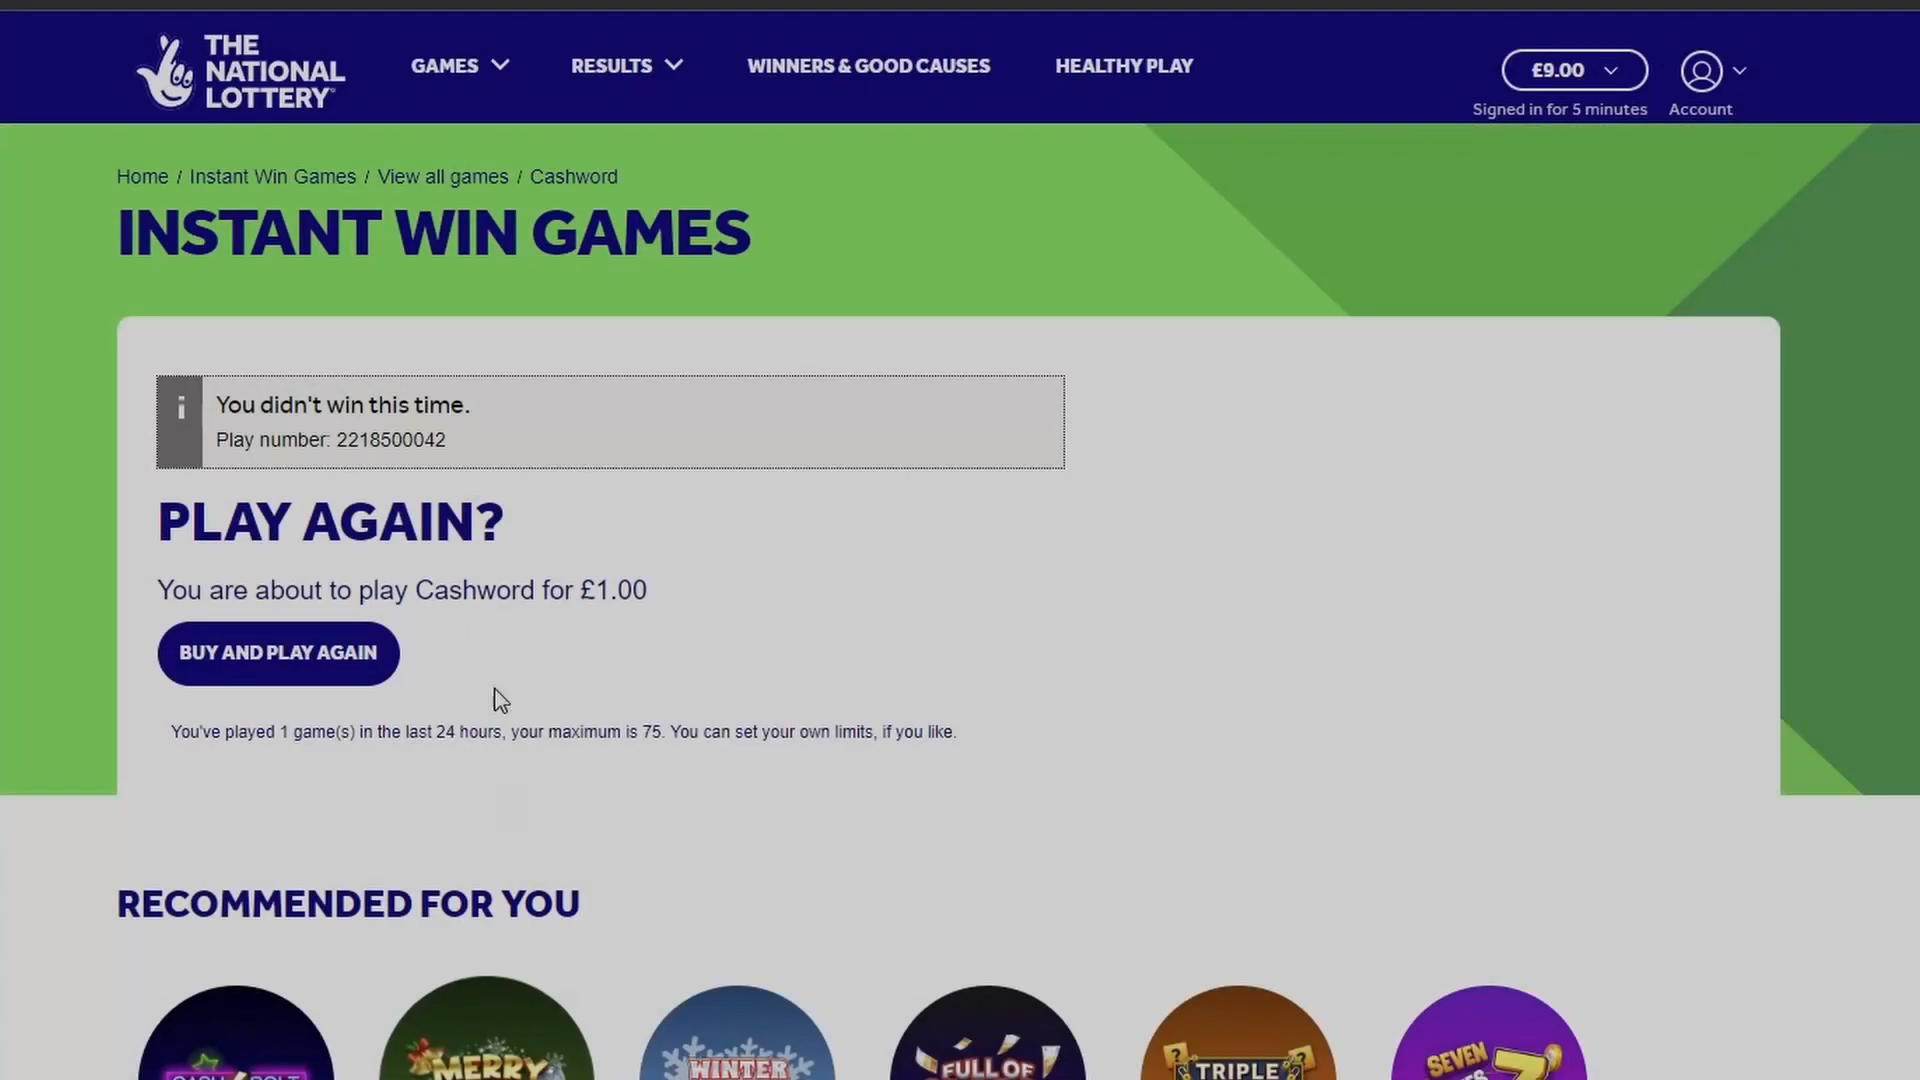 THE
NATIONAL
LOTTERY
GAMES
RESULTS
WINNERS & GOOD CAUSES
HEALTHY PLAY
£9.00
Signed in for 5 minutes
Account
Home / Instant Win Games / View all games / Cashword
INSTANT WIN GAMES
i
You didn't win this time.
Play number: 2218500042
PLAY AGAIN?
You are about to play Cashword for £1.00
BUY AND PLAY AGAIN
You've played 1 game(s) in the last 24 hours, your maximum is 75. You can set your own limits, if you like.
RECOMMENDED FOR YOU
MERRY
WINTER
FULL OF
TRIPLE
SEVEN
7